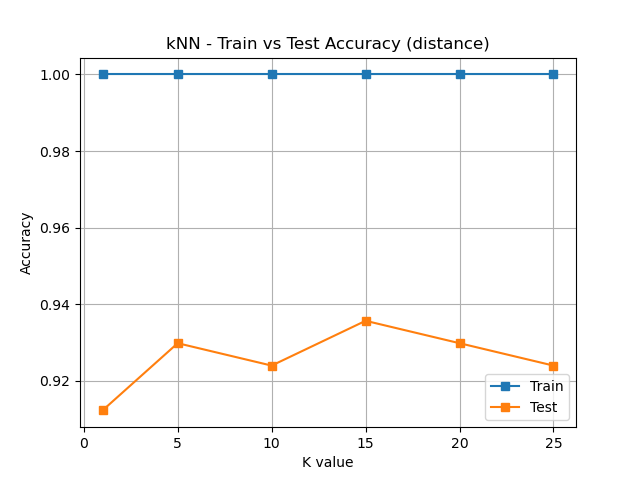 kNN - Train vs Test Accuracy (distance)
1.00
0.98
0.96
0.94
0.92
Accuracy
0
5
10
15
20
25
K value
Train
Test